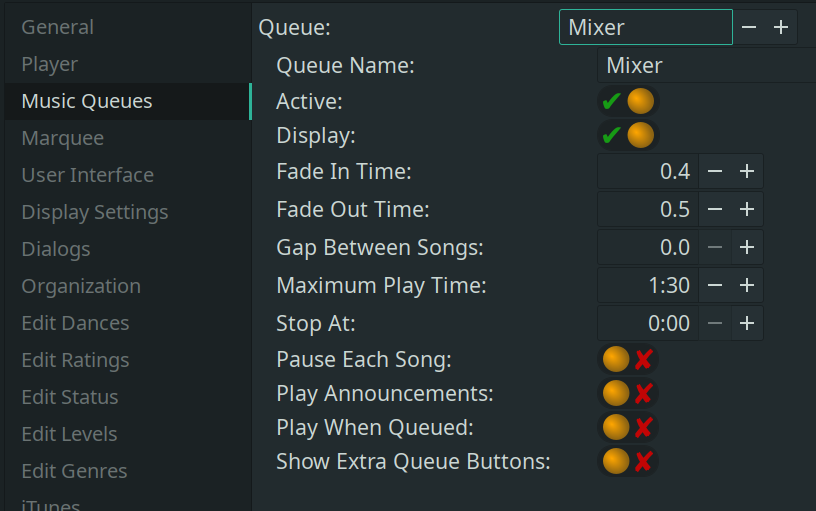 General
Player
Music Queues
Marquee
User Interface
Display Settings
Dialogs
Organization
Edit Dances
Edit Ratings
Edit Status
Edit Levels
Edit Genres
iTunes
Queue: Mixer
Queue Name: Mixer
Active:
Display:
Fade In Time: 0.4
Fade Out Time: 0.5
Gap Between Songs: 0.0
Maximum Play Time: 1:30
Stop At: 0:00
Pause Each Song:
Play Announcements:
Play When Queued:
Show Extra Queue Buttons: